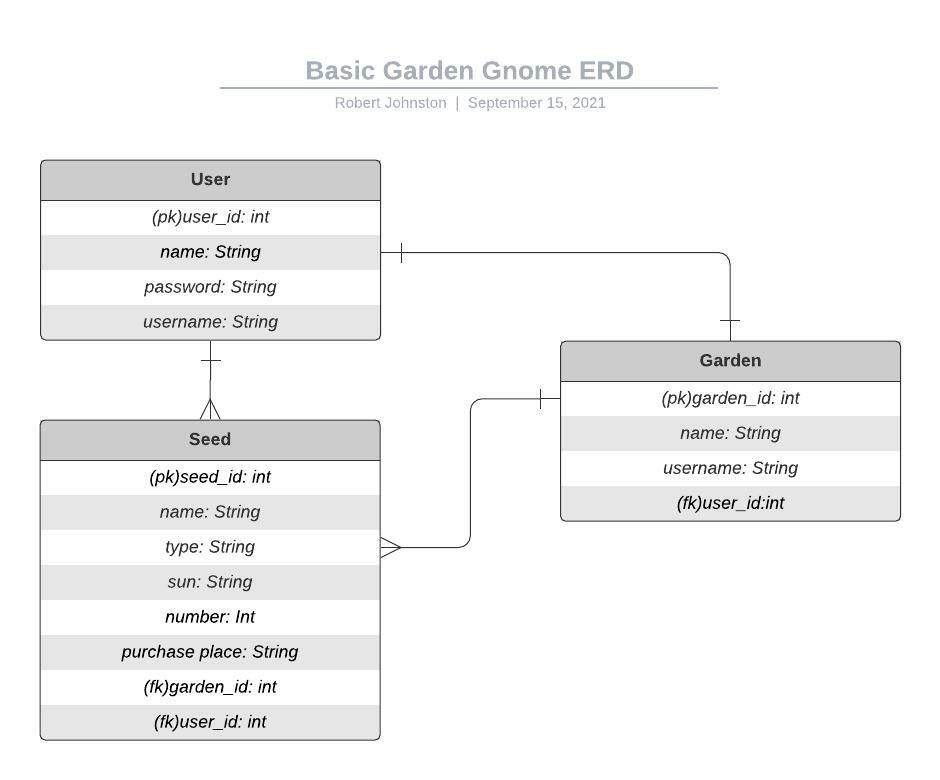 Basic Garden Gnome ERD
Robert Johnston | September 15, 2021
User
(pk)user_id: int
name: String
password: String
username: String
Garden
(pk)garden_id: int
name: String
username: String
(fk)user_id:int
Seed
(pk)seed_id: int
name: String
type: String
sun: String
number: Int
purchase place: String
(fk)garden_id: int
(fk)user_id: int